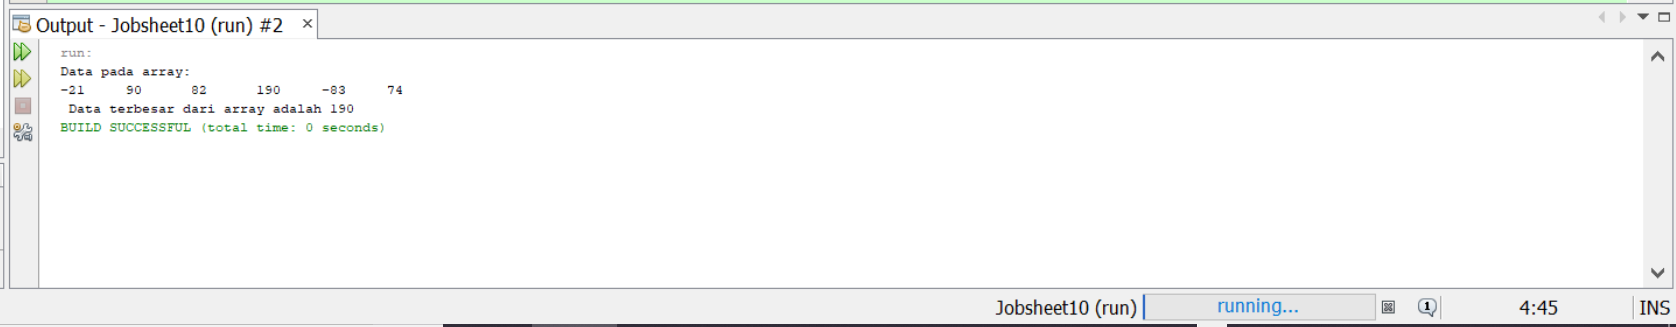 Output - Jobsheet10 (run) #2 ×
run:
Data pada array:
-21 90 82 190 -83 74
Data terbesar dari array adalah 190
BUILD SUCCESSFUL (total time: 0 seconds)
Jobsheet10 (run) running... 1 4:45 INS